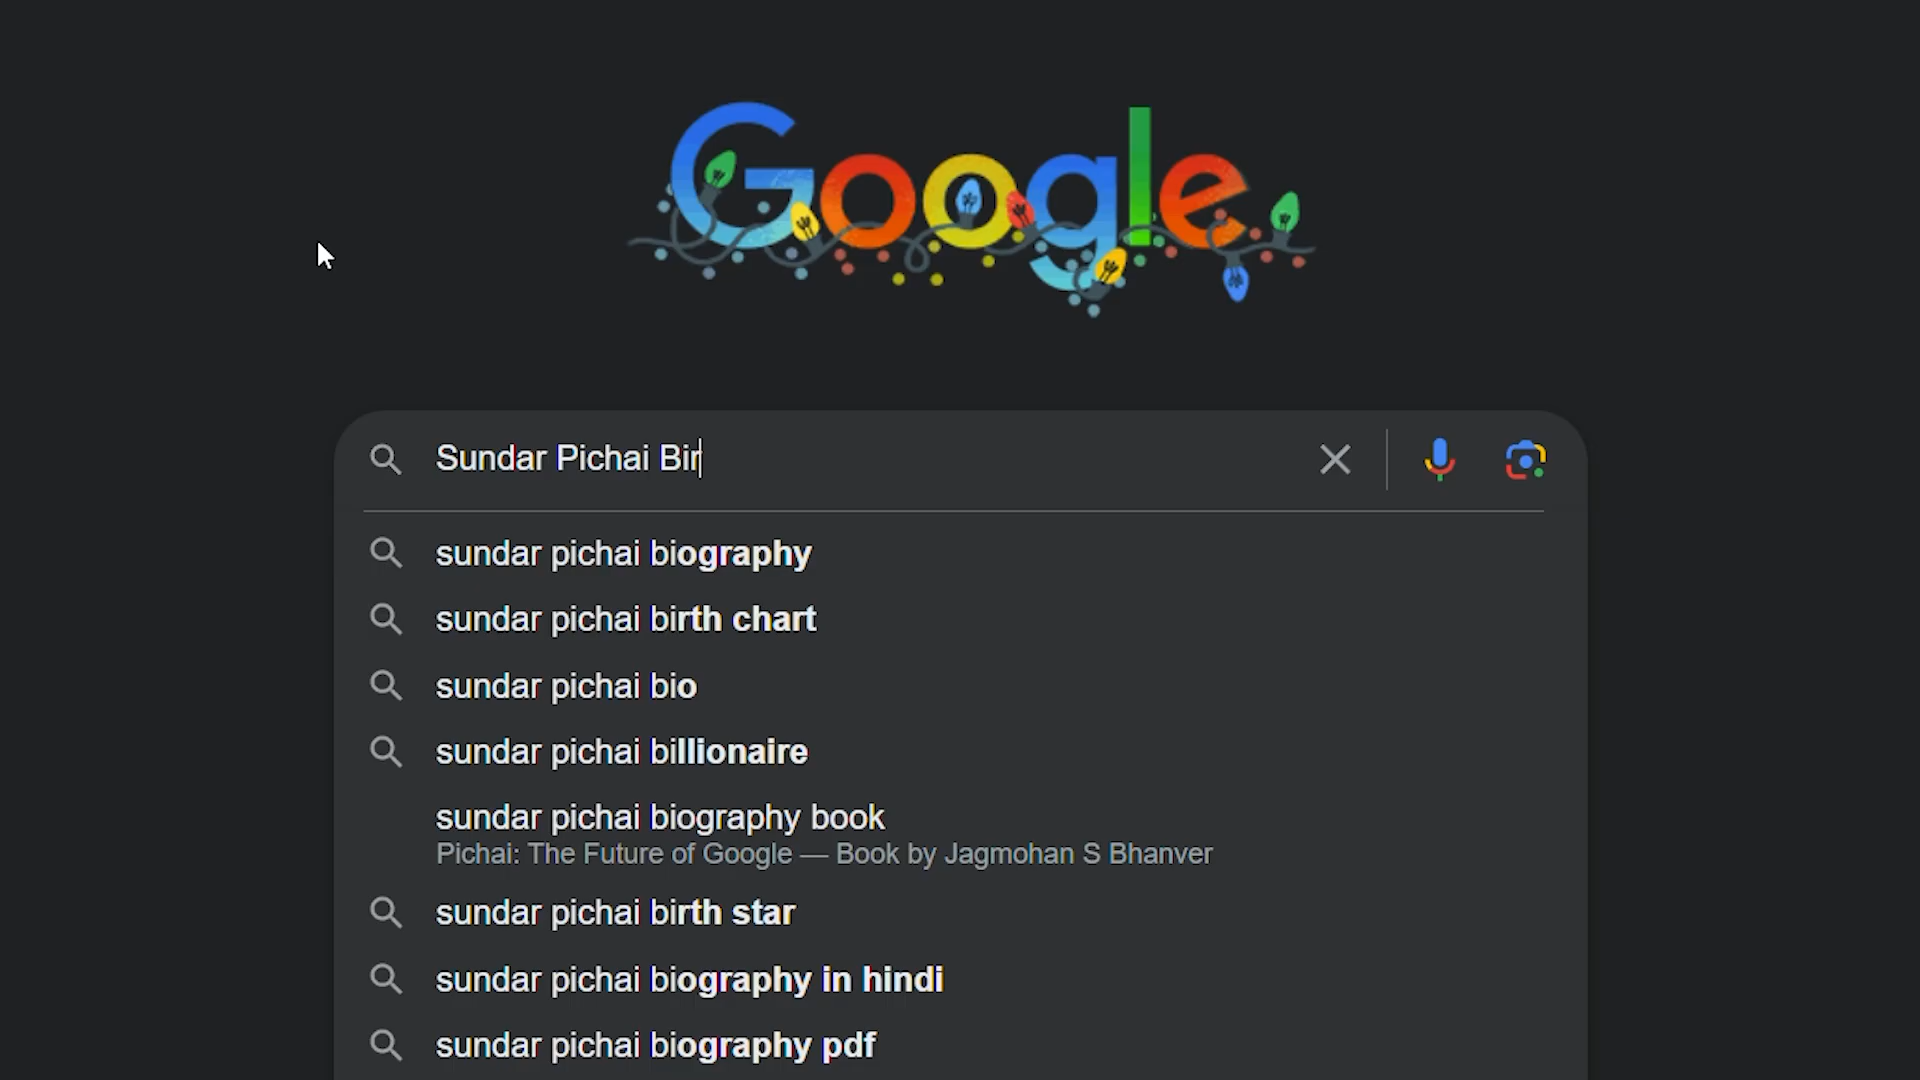 Google
Sundar Pichai Bir
sundar pichai biography
sundar pichai birth chart
sundar pichai bio
sundar pichai billionaire
sundar pichai biography book
Pichai: The Future of Google — Book by Jagmohan S Bhanver
sundar pichai birth star
sundar pichai biography in hindi
sundar pichai biography pdf